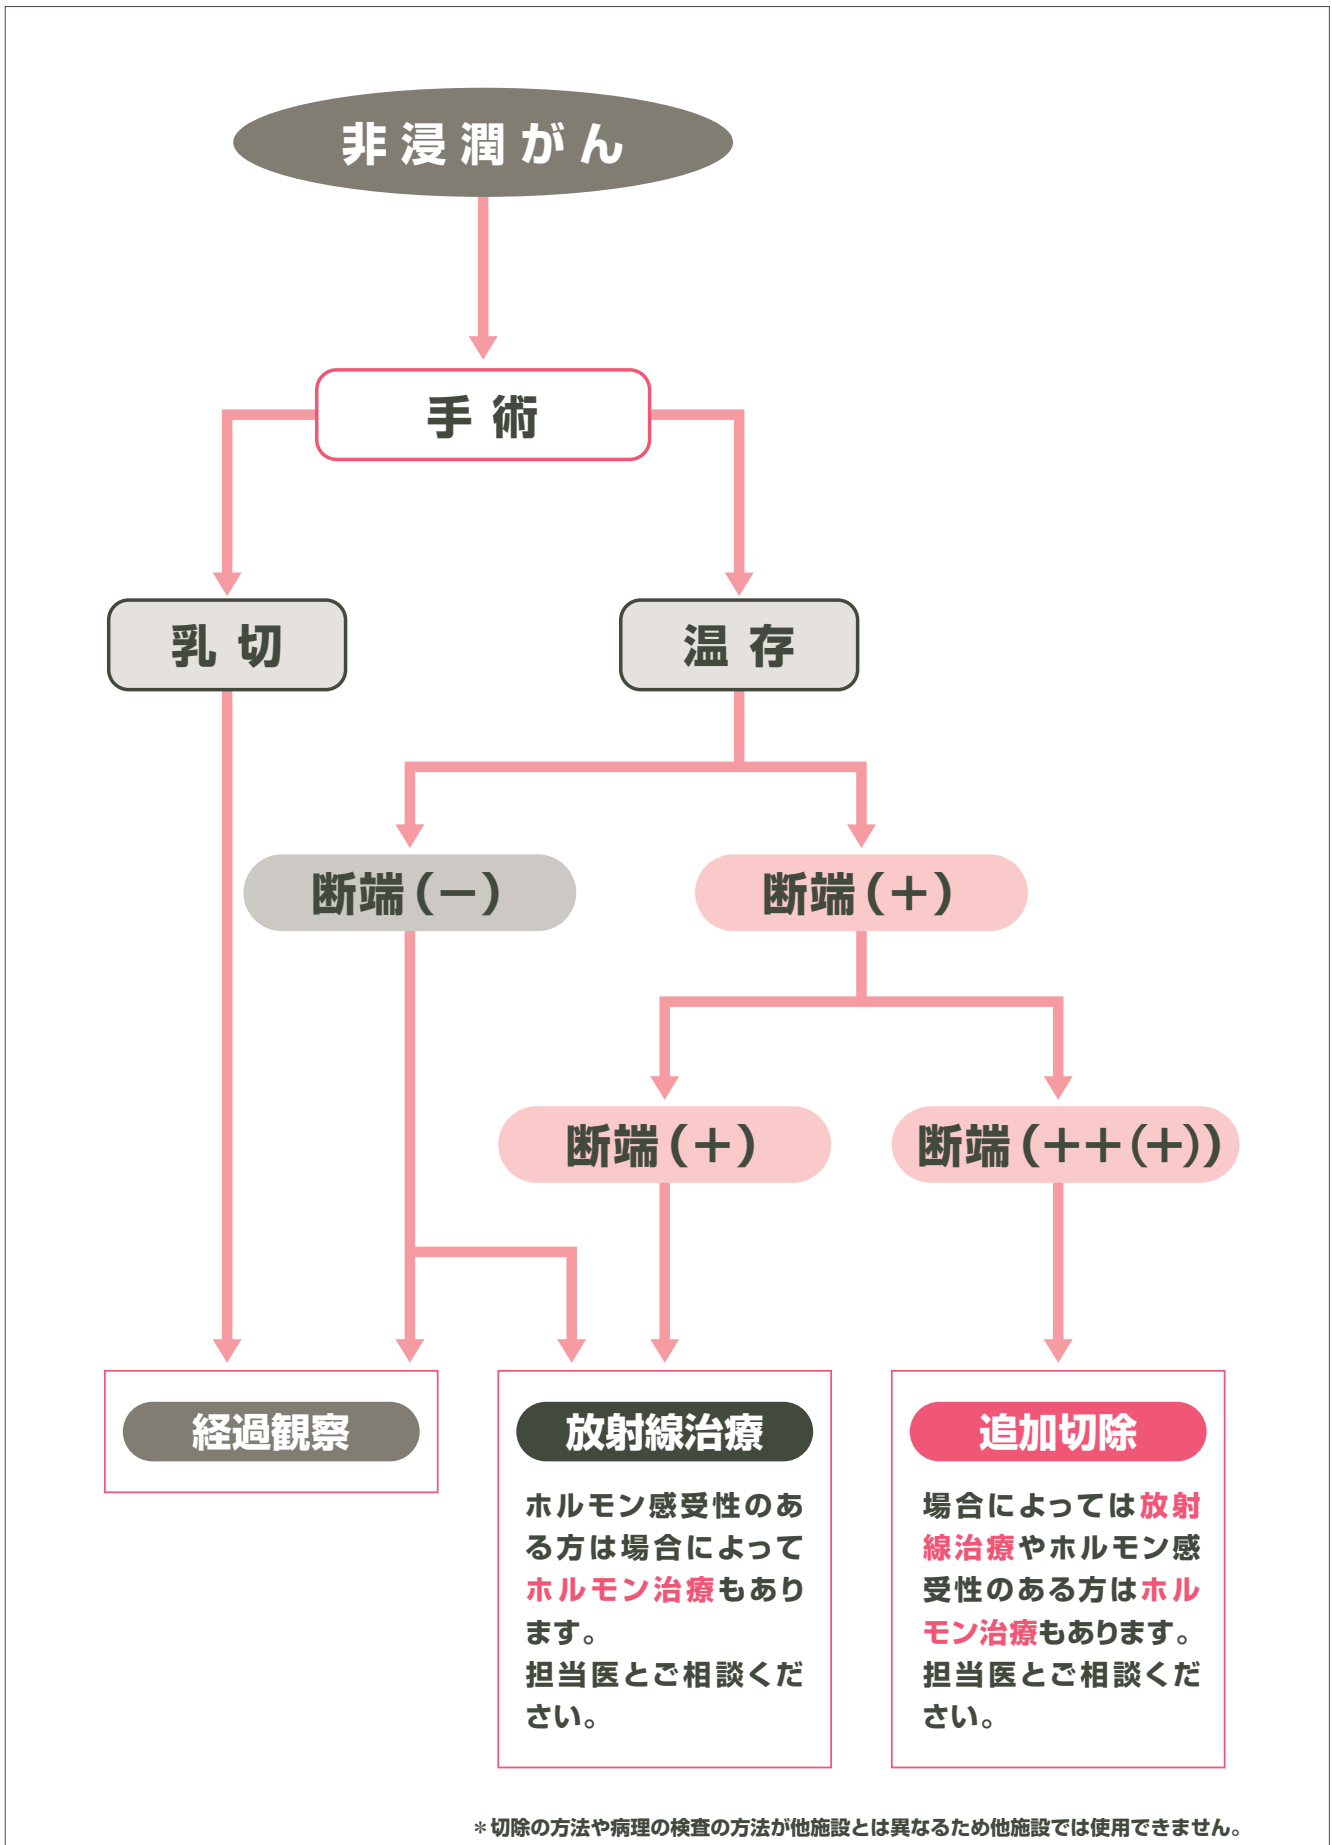 非浸潤がん
手術
乳切
温存
断端(－)
断端(＋)
断端(＋)
断端(＋＋(＋))
経過観察
放射線治療
ホルモン感受性のあ
る方は場合によって
ホルモン治療もあり
ます。
担当医とご相談くだ
さい。
追加切除
場合によっては放射
線治療やホルモン感
受性のある方はホル
モン治療もあります。
担当医とご相談くだ
さい。
＊切除の方法や病理の検査の方法が他施設とは異なるため他施設では使用できません。